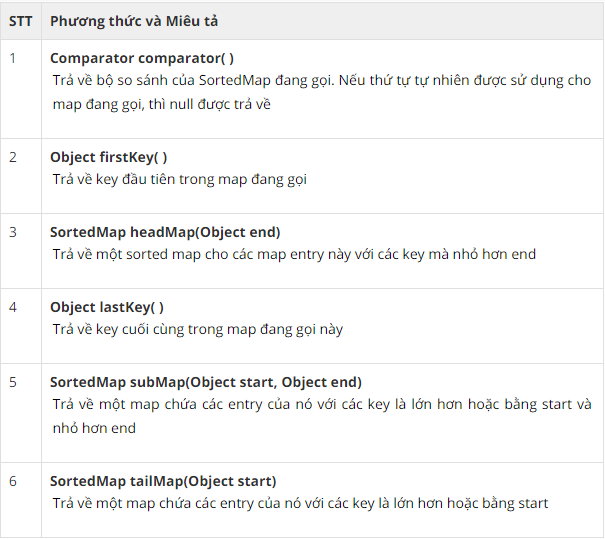 STT Phương thức và Miêu tả
1 Comparator comparator( )
Trả về bộ so sánh của SortedMap đang gọi. Nếu thứ tự tự nhiên được sử dụng cho
map đang gọi, thì null được trả về
2 Object firstKey( )
Trả về key đầu tiên trong map đang gọi
3 SortedMap headMap(Object end)
Trả về một sorted map cho các map entry này với các key mà nhỏ hơn end
4 Object lastKey( )
Trả về key cuối cùng trong map đang gọi này
5 SortedMap subMap(Object start, Object end)
Trả về một map chứa các entry của nó với các key là lớn hơn hoặc bằng start và
nhỏ hơn end
6 SortedMap tailMap(Object start)
Trả về một map chứa các entry của nó với các key là lớn hơn hoặc bằng start